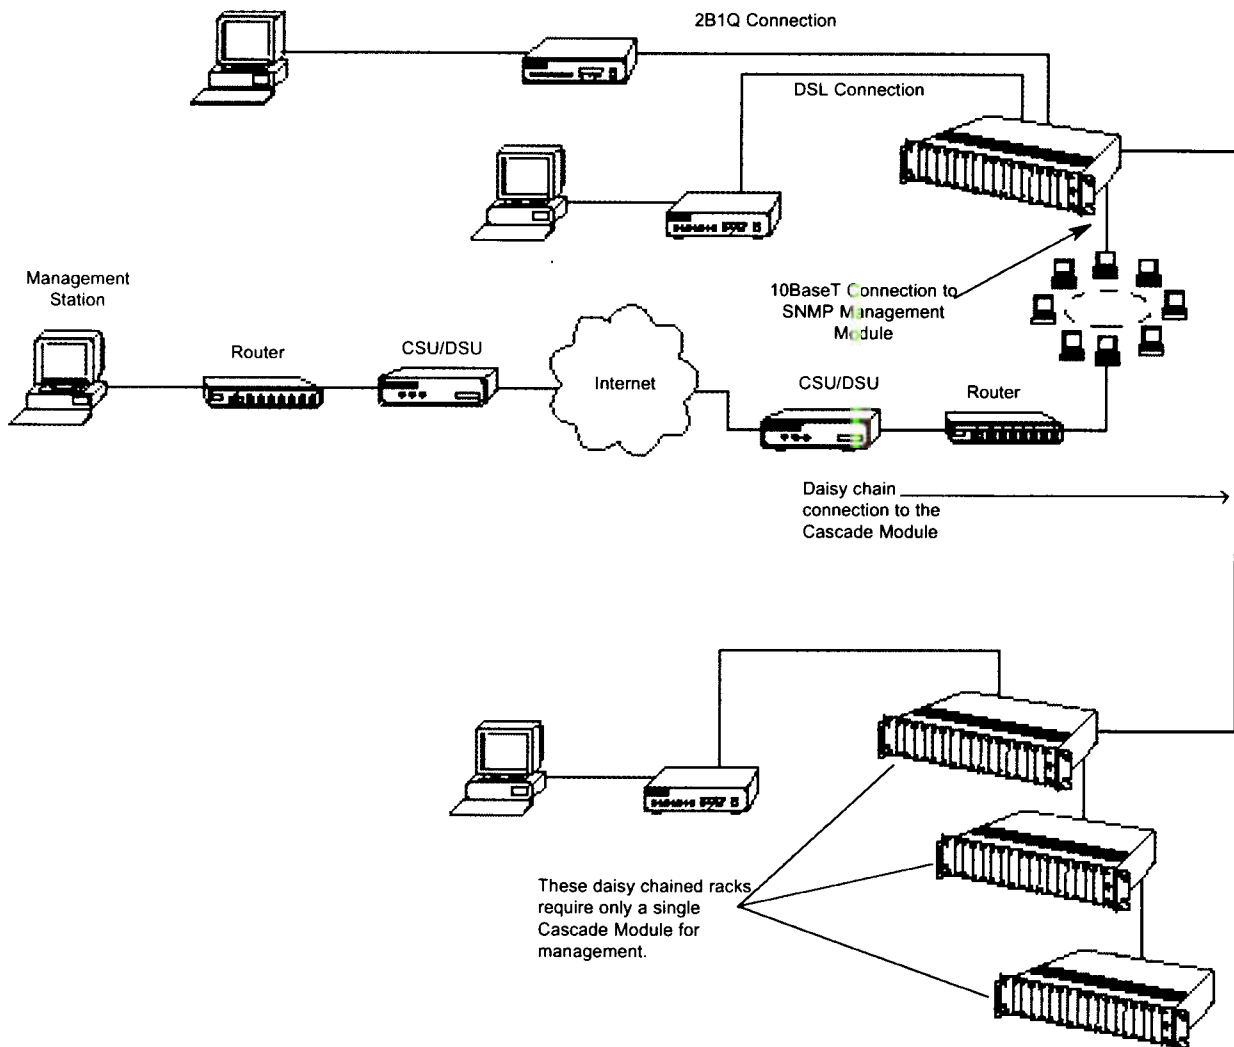 2B1Q Connection
DSL Connection
Management
Station
10BaseT Connection to
SNMP Management
Module
Router
CSU/DSU
Internet
CSU/DSU
Router
Daisy chain
connection to the
Cascade Module
These daisy chained racks
require only a single
Cascade Module for
management.